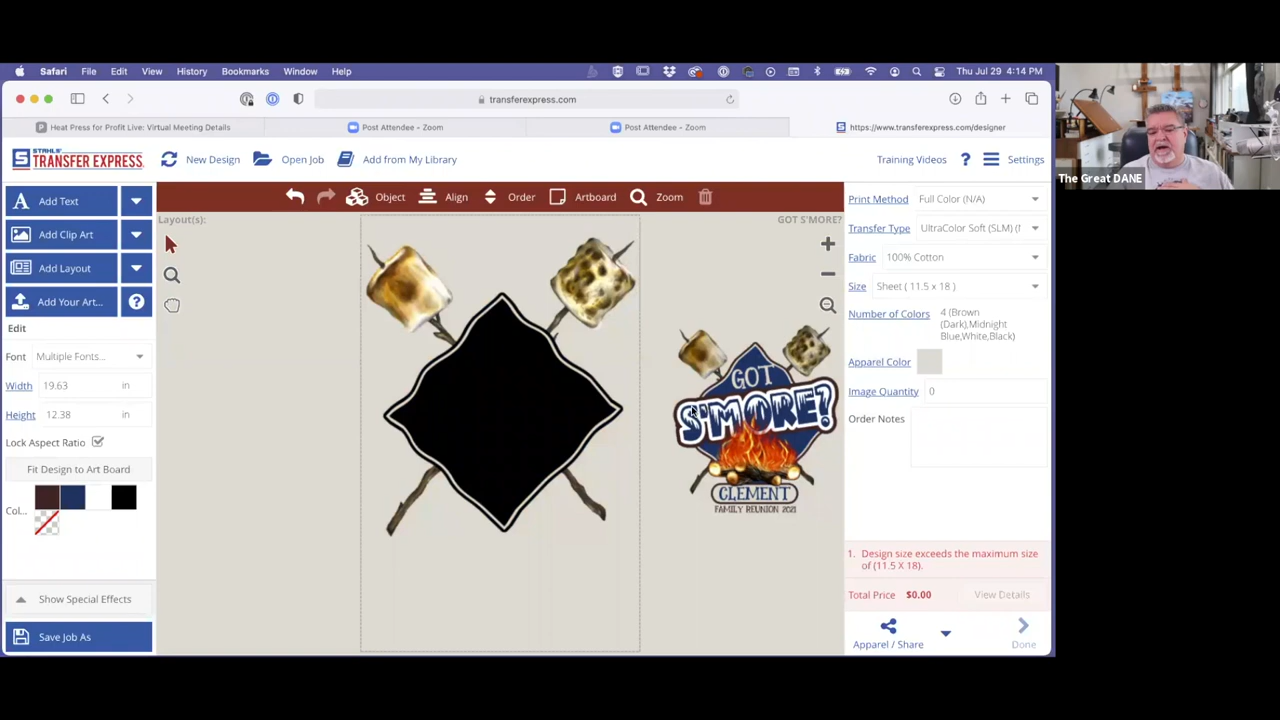 Safari File Edit View History Bookmarks Window Help Thu Jul 29 4:14 PM
transferexpress.com
Heat Press for Profit Live: Virtual Meeting Details Post Attendee - Zoom Post Attendee - Zoom https://www.transferexpress.com/designer
STAHLS'
TRANSFER EXPRESS. New Design Open Job Add from My Library Training Videos ? Settings
The Great DANE
A Add Text
Object Align Order Artboard Zoom
Print Method Full Color (N/A)
Layout(s): GOT S'MORE?
Transfer Type UltraColor Soft (SLM) (
Add Clip Art
Fabric 100% Cotton
Add Layout
Size Sheet ( 11.5 x 18 )
Add Your Art... ?
Number of Colors 4 (Brown
(Dark),Midnight
Blue,White,Black)
Edit
Font Multiple Fonts...
Apparel Color
Width 19.63 in
Image Quantity 0
Height 12.38 in
Order Notes
Lock Aspect Ratio
Fit Design to Art Board
Col...
GOT
S'MORE?
CLEMENT
FAMILY REUNION 2021
1. Design size exceeds the maximum size
of (11.5 X 18).
Show Special Effects
Total Price $0.00 View Details
Save Job As
Apparel / Share Done